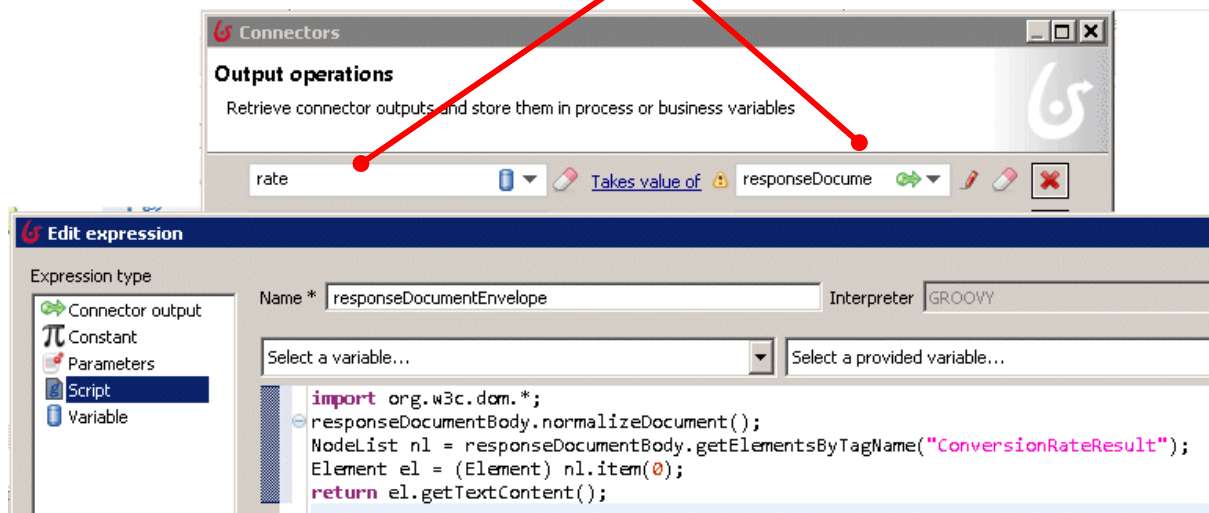 Connectors
Output operations
Retrieve connector outputs and store them in process or business variables
rate Takes value of responseDocume
Edit expression
Expression type
Connector output
Constant
Parameters
Script
Variable
Name * responseDocumentEnvelope Interpreter GROOVY
Select a variable... Select a provided variable...
import org.w3c.dom.*;
responseDocumentBody.normalizeDocument();
NodeList nl = responseDocumentBody.getElementsByTagName("ConversionRateResult");
Element el = (Element) nl.item(0);
return el.getTextContent();